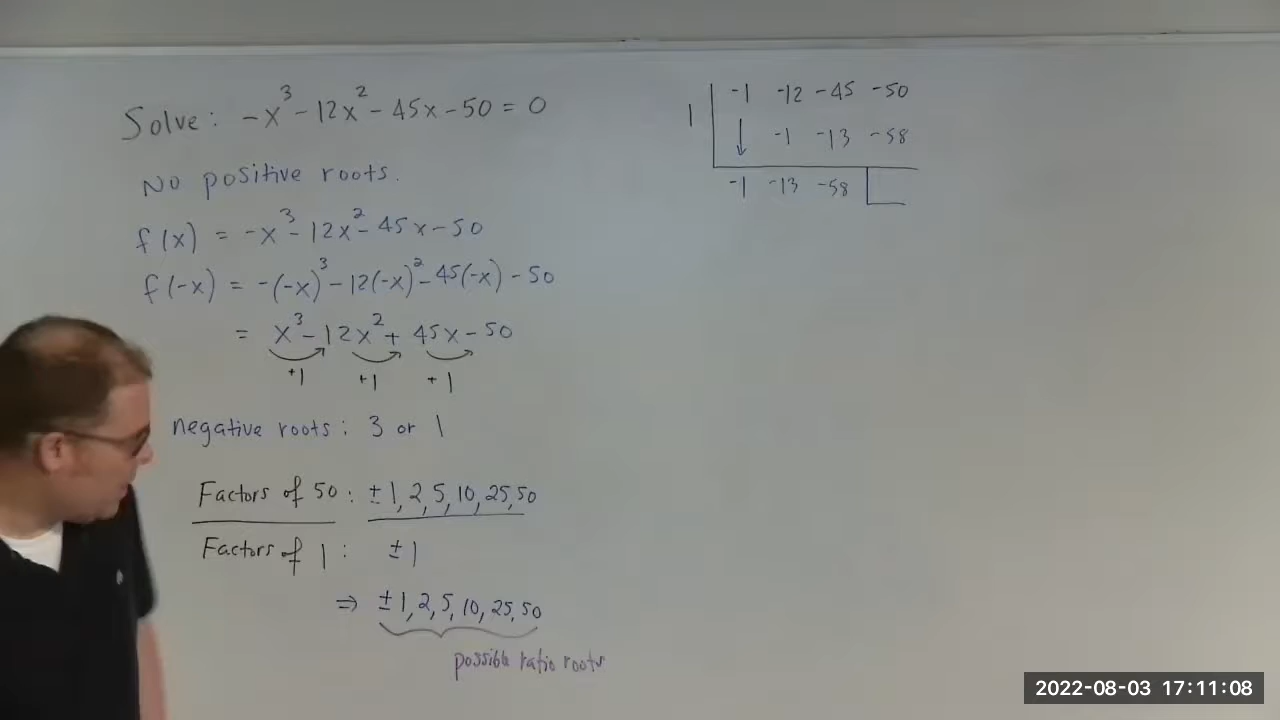 Solve: -x³ - 12x² - 45x - 50 = 0
No positive roots.
f(x) = -x³ - 12x² - 45x - 50
f(-x) = -(-x)³ - 12(-x)² - 45(-x) - 50
= x³ - 12x² + 45x - 50
+1 +1 +1
negative roots: 3 or 1
Factors of 50: ± 1, 2, 5, 10, 25, 50
Factors of 1: ± 1
⇒ ± 1, 2, 5, 10, 25, 50
possible ratio roots
1 | -1 -12 -45 -50
↓ -1 -13 -58
-1 -13 -58
2022-08-03 17:11:08